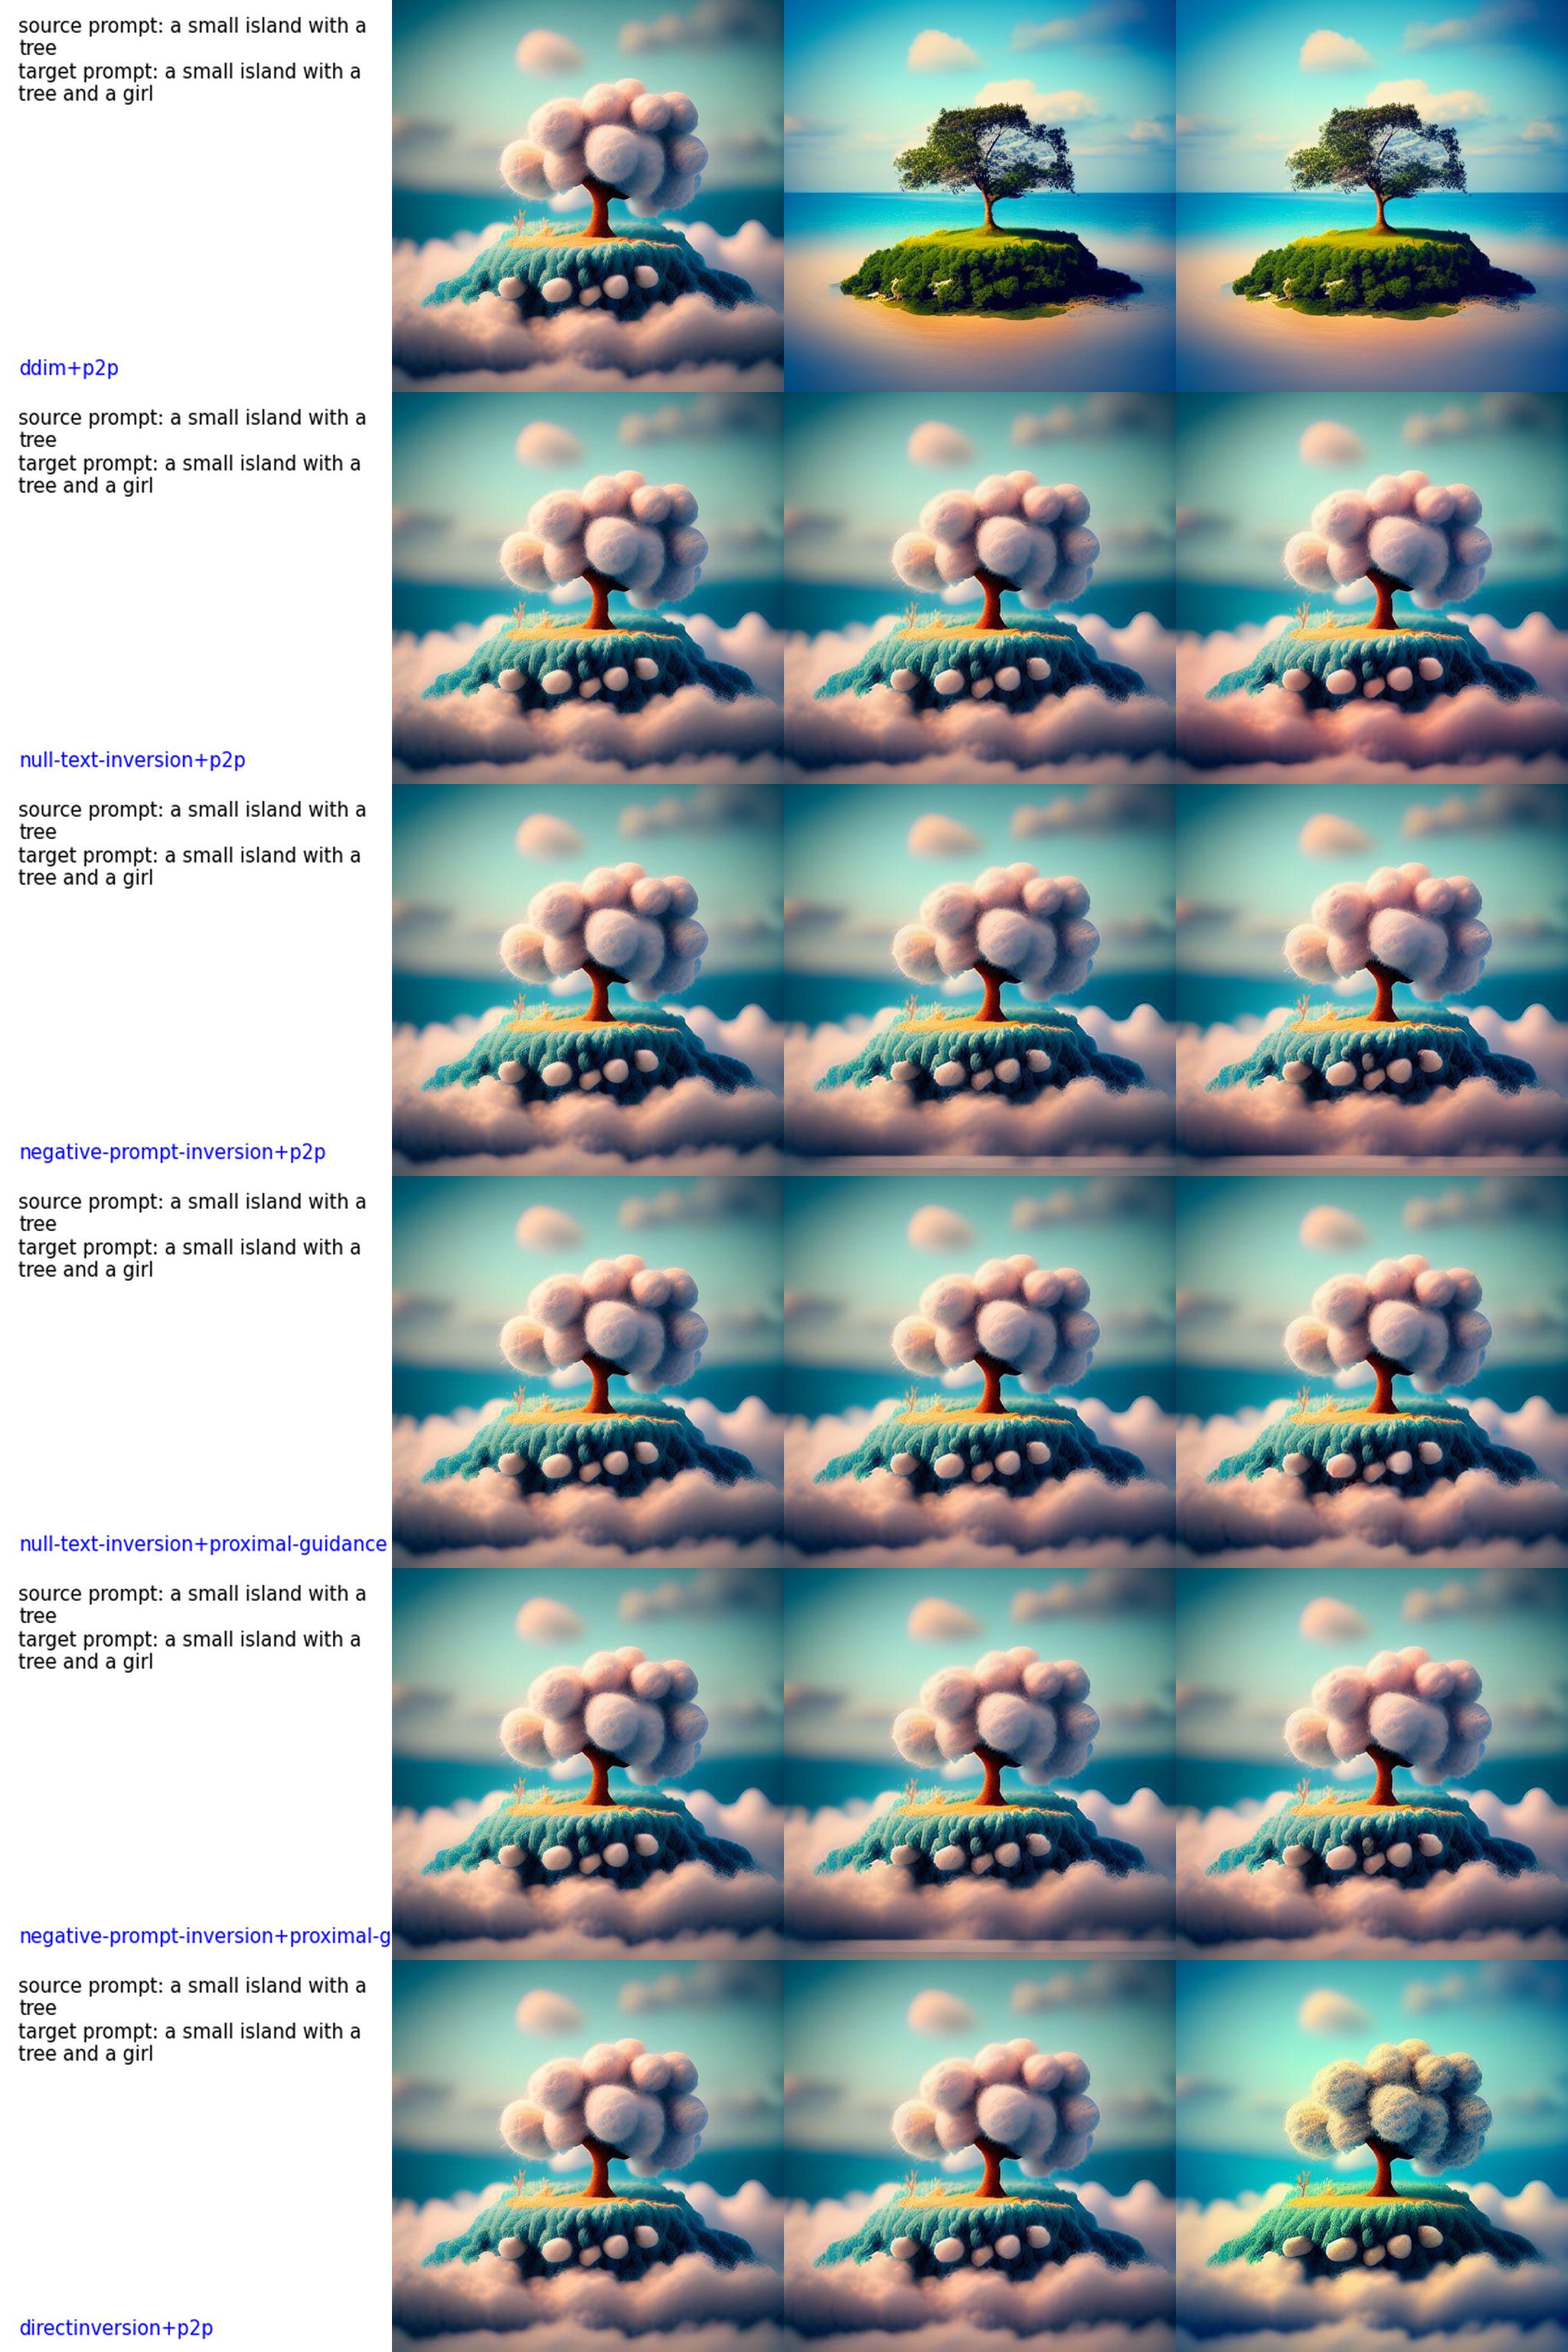 source prompt: a small island with a
tree
target prompt: a small island with a
tree and a girl
ddim+p2p
source prompt: a small island with a
tree
target prompt: a small island with a
tree and a girl
null-text-inversion+p2p
source prompt: a small island with a
tree
target prompt: a small island with a
tree and a girl
negative-prompt-inversion+p2p
source prompt: a small island with a
tree
target prompt: a small island with a
tree and a girl
null-text-inversion+proximal-guidance
source prompt: a small island with a
tree
target prompt: a small island with a
tree and a girl
negative-prompt-inversion+proximal-g
source prompt: a small island with a
tree
target prompt: a small island with a
tree and a girl
directinversion+p2p